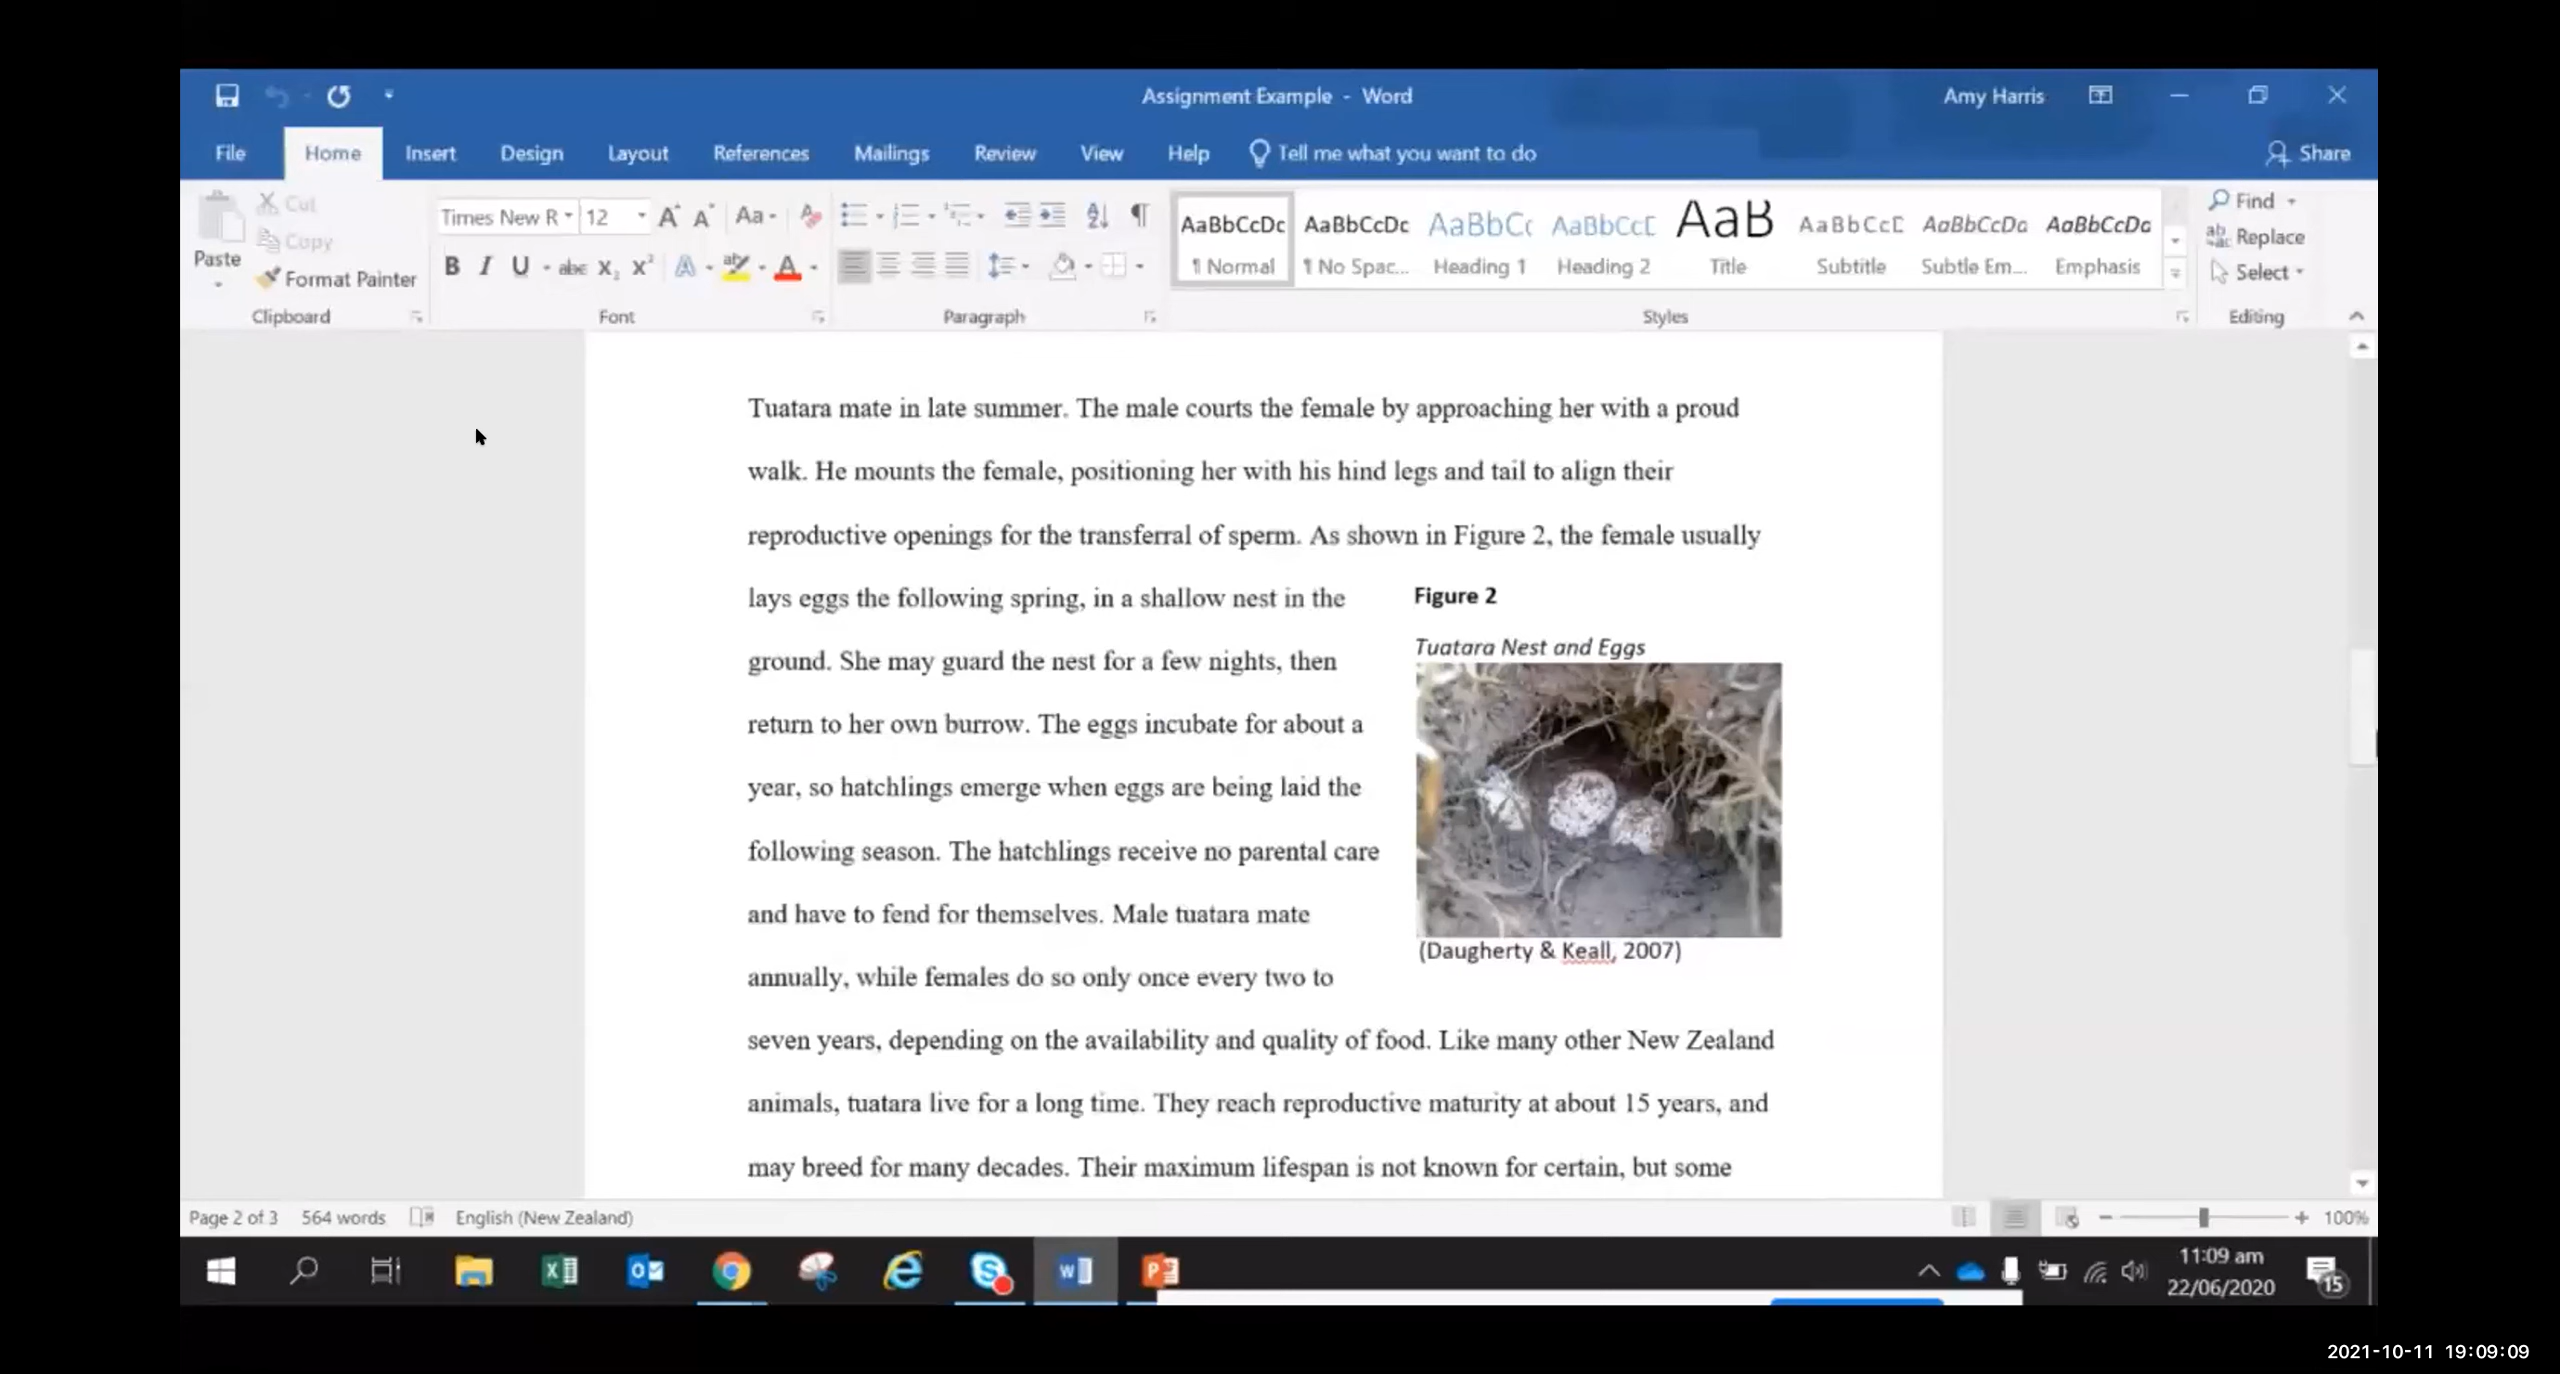 Assignment Example - Word
Amy Harris
File Home Insert Design Layout References Mailings Review View Help Tell me what you want to do Share
Cut
Copy
Paste
Format Painter
Clipboard
Times New R 12
Font
Paragraph
AaBbCcDc AaBbCcDc AaBbCc AaBbCcE AaB AaBbCcD AaBbCcDa AaBbCcDa
¶ Normal ¶ No Spac... Heading 1 Heading 2 Title Subtitle Subtle Em... Emphasis
Styles
Find
Replace
Select
Editing
Tuatara mate in late summer. The male courts the female by approaching her with a proud
walk. He mounts the female, positioning her with his hind legs and tail to align their
reproductive openings for the transferral of sperm. As shown in Figure 2, the female usually
lays eggs the following spring, in a shallow nest in the
ground. She may guard the nest for a few nights, then
return to her own burrow. The eggs incubate for about a
year, so hatchlings emerge when eggs are being laid the
following season. The hatchlings receive no parental care
and have to fend for themselves. Male tuatara mate
annually, while females do so only once every two to
Figure 2
Tuatara Nest and Eggs
(Daugherty & Keall, 2007)
seven years, depending on the availability and quality of food. Like many other New Zealand
animals, tuatara live for a long time. They reach reproductive maturity at about 15 years, and
may breed for many decades. Their maximum lifespan is not known for certain, but some
Page 2 of 3 564 words English (New Zealand) 100%
11:09 am
22/06/2020
15
2021-10-11 19:09:09